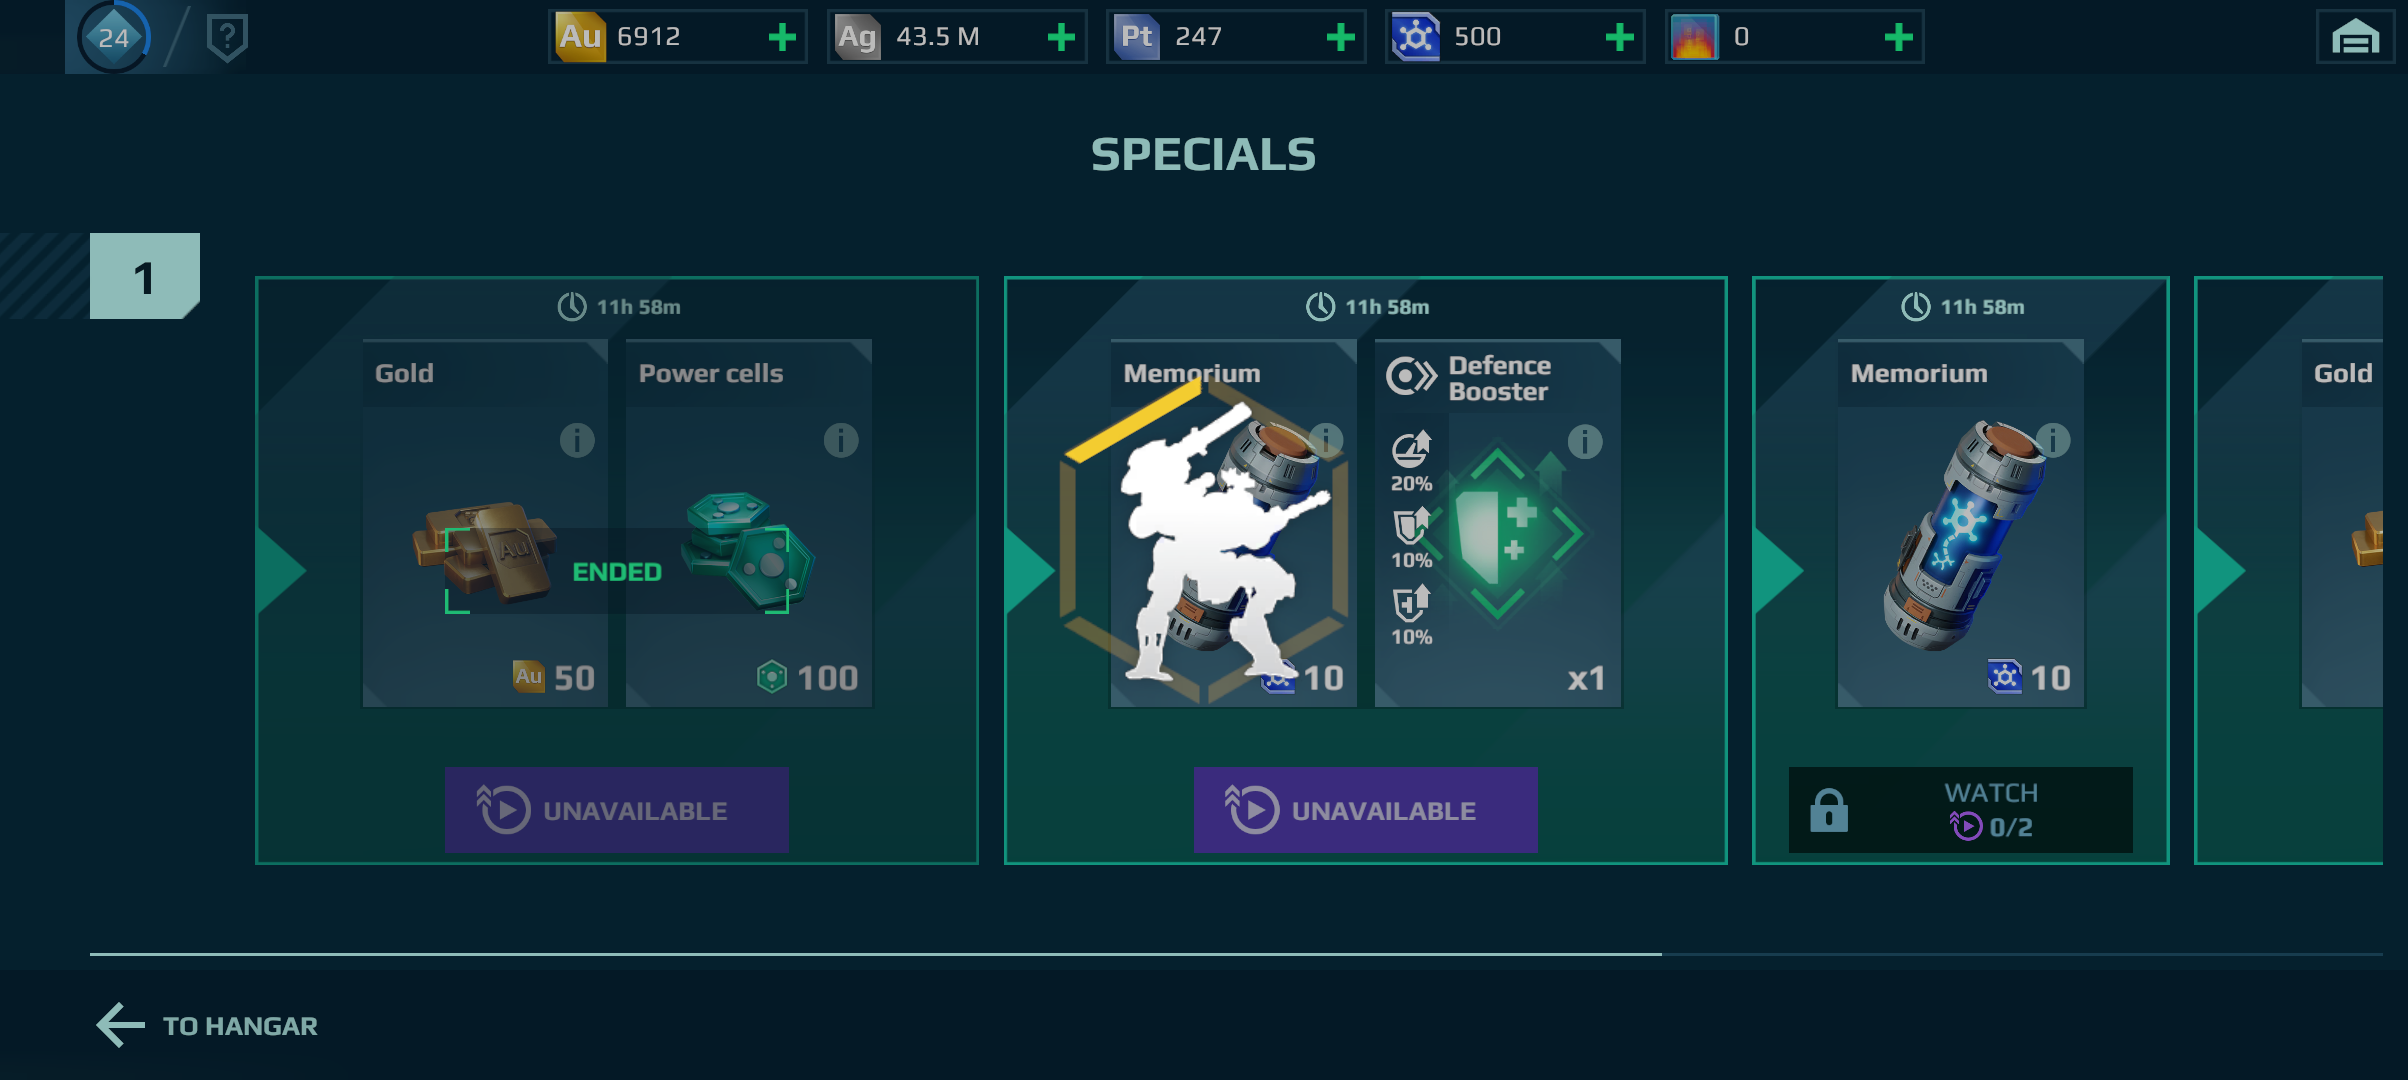 24
?
Au 6912
Ag 43.5 M
Pt 247
500
0
SPECIALS
1
11h 58m
Gold
Power cells
Au
ENDED
Au 50
100
UNAVAILABLE
11h 58m
Memorium
Defence
Booster
20%
10%
10%
10
x1
UNAVAILABLE
11h 58m
Memorium
10
WATCH
0/2
Gold
TO HANGAR